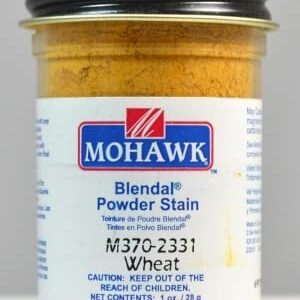 MOHAWK™
Blendal®
Powder Stain
Teinture de Poudre Blendal®
Tintes en Polvo Blendal®
M370-2331
Wheat
CAUTION: KEEP OUT OF THE
REACH OF CHILDREN.
NET CONTENTS: 1 oz. / 28 g